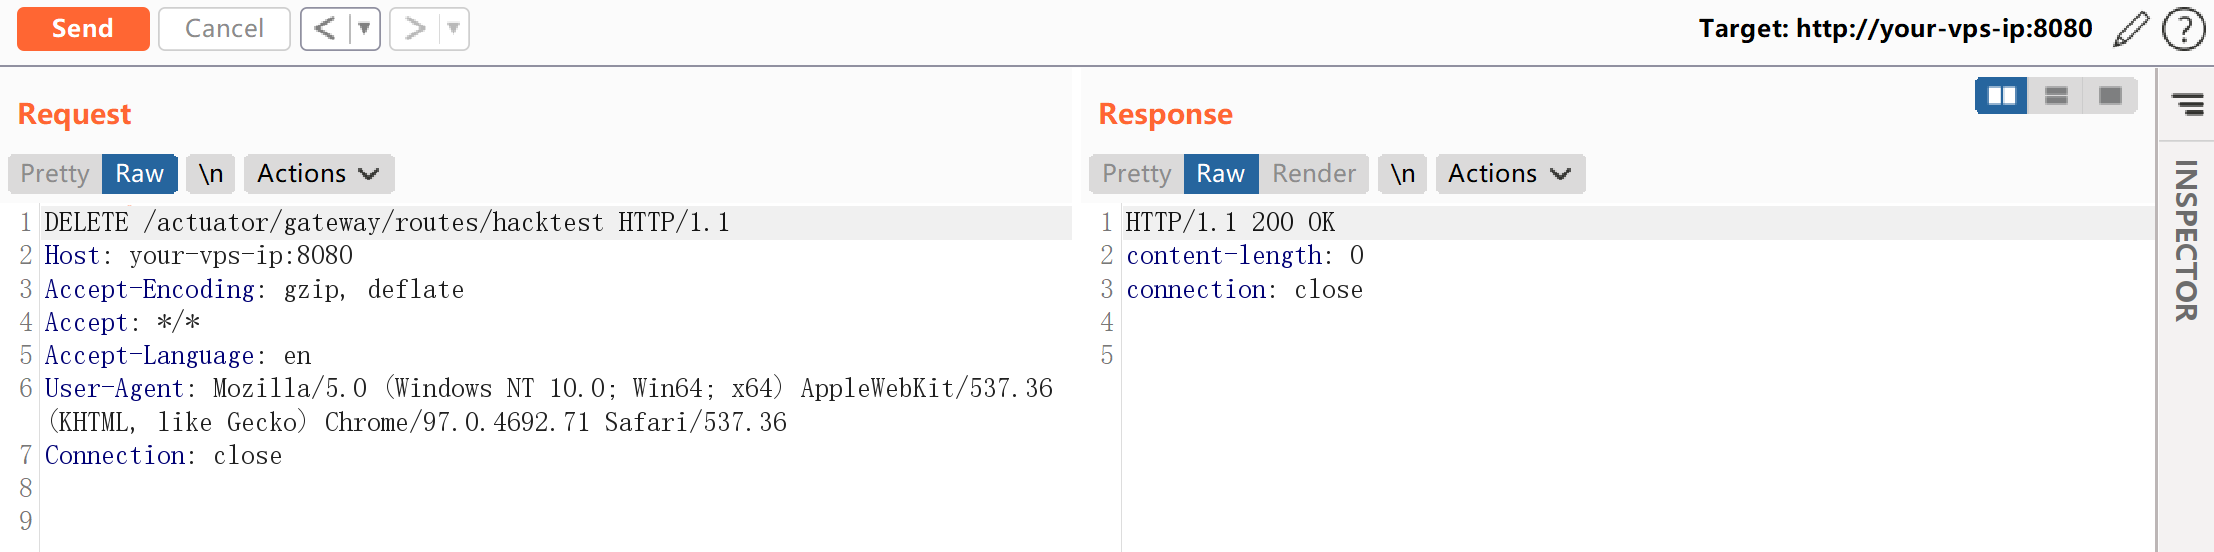 Send Cancel < > Target: http://your-vps-ip:8080 ?
Request
Pretty Raw \n Actions
1 DELETE /actuator/gateway/routes/hacktest HTTP/1.1
2 Host: your-vps-ip:8080
3 Accept-Encoding: gzip, deflate
4 Accept: */*
5 Accept-Language: en
6 User-Agent: Mozilla/5.0 (Windows NT 10.0; Win64; x64) AppleWebKit/537.36
(KHTML, like Gecko) Chrome/97.0.4692.71 Safari/537.36
7 Connection: close
8
9
Response
Pretty Raw Render \n Actions
1 HTTP/1.1 200 OK
2 content-length: 0
3 connection: close
4
5
INSPECTOR